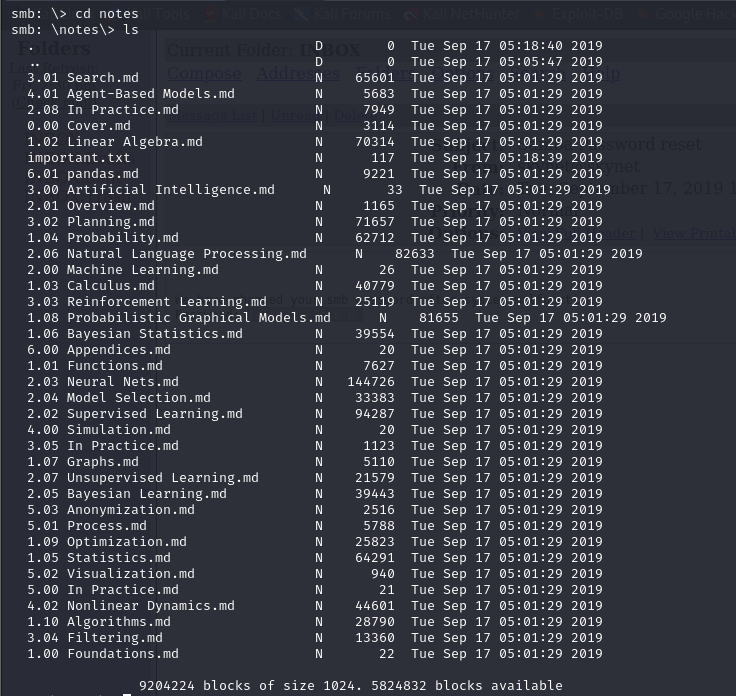 smb: \> cd notes
smb: \notes\> ls
. D 0 Tue Sep 17 05:18:40 2019
.. D 0 Tue Sep 17 05:05:47 2019
3.01 Search.md N 65601 Tue Sep 17 05:01:29 2019
4.01 Agent-Based Models.md N 5683 Tue Sep 17 05:01:29 2019
2.08 In Practice.md N 7949 Tue Sep 17 05:01:29 2019
0.00 Cover.md N 3114 Tue Sep 17 05:01:29 2019
1.02 Linear Algebra.md N 70314 Tue Sep 17 05:01:29 2019
important.txt N 117 Tue Sep 17 05:18:39 2019
6.01 pandas.md N 9221 Tue Sep 17 05:01:29 2019
3.00 Artificial Intelligence.md N 33 Tue Sep 17 05:01:29 2019
2.01 Overview.md N 1165 Tue Sep 17 05:01:29 2019
3.02 Planning.md N 71657 Tue Sep 17 05:01:29 2019
1.04 Probability.md N 62712 Tue Sep 17 05:01:29 2019
2.06 Natural Language Processing.md N 82633 Tue Sep 17 05:01:29 2019
2.00 Machine Learning.md N 26 Tue Sep 17 05:01:29 2019
1.03 Calculus.md N 40779 Tue Sep 17 05:01:29 2019
3.03 Reinforcement Learning.md N 25119 Tue Sep 17 05:01:29 2019
1.08 Probabilistic Graphical Models.md N 81655 Tue Sep 17 05:01:29 2019
1.06 Bayesian Statistics.md N 39554 Tue Sep 17 05:01:29 2019
6.00 Appendices.md N 20 Tue Sep 17 05:01:29 2019
1.01 Functions.md N 7627 Tue Sep 17 05:01:29 2019
2.03 Neural Nets.md N 144726 Tue Sep 17 05:01:29 2019
2.04 Model Selection.md N 33383 Tue Sep 17 05:01:29 2019
2.02 Supervised Learning.md N 94287 Tue Sep 17 05:01:29 2019
4.00 Simulation.md N 20 Tue Sep 17 05:01:29 2019
3.05 In Practice.md N 1123 Tue Sep 17 05:01:29 2019
1.07 Graphs.md N 5110 Tue Sep 17 05:01:29 2019
2.07 Unsupervised Learning.md N 21579 Tue Sep 17 05:01:29 2019
2.05 Bayesian Learning.md N 39443 Tue Sep 17 05:01:29 2019
5.03 Anonymization.md N 2516 Tue Sep 17 05:01:29 2019
5.01 Process.md N 5788 Tue Sep 17 05:01:29 2019
1.09 Optimization.md N 25823 Tue Sep 17 05:01:29 2019
1.05 Statistics.md N 64291 Tue Sep 17 05:01:29 2019
5.02 Visualization.md N 940 Tue Sep 17 05:01:29 2019
5.00 In Practice.md N 21 Tue Sep 17 05:01:29 2019
4.02 Nonlinear Dynamics.md N 44601 Tue Sep 17 05:01:29 2019
1.10 Algorithms.md N 28790 Tue Sep 17 05:01:29 2019
3.04 Filtering.md N 13360 Tue Sep 17 05:01:29 2019
1.00 Foundations.md N 22 Tue Sep 17 05:01:29 2019
9204224 blocks of size 1024. 5824832 blocks available